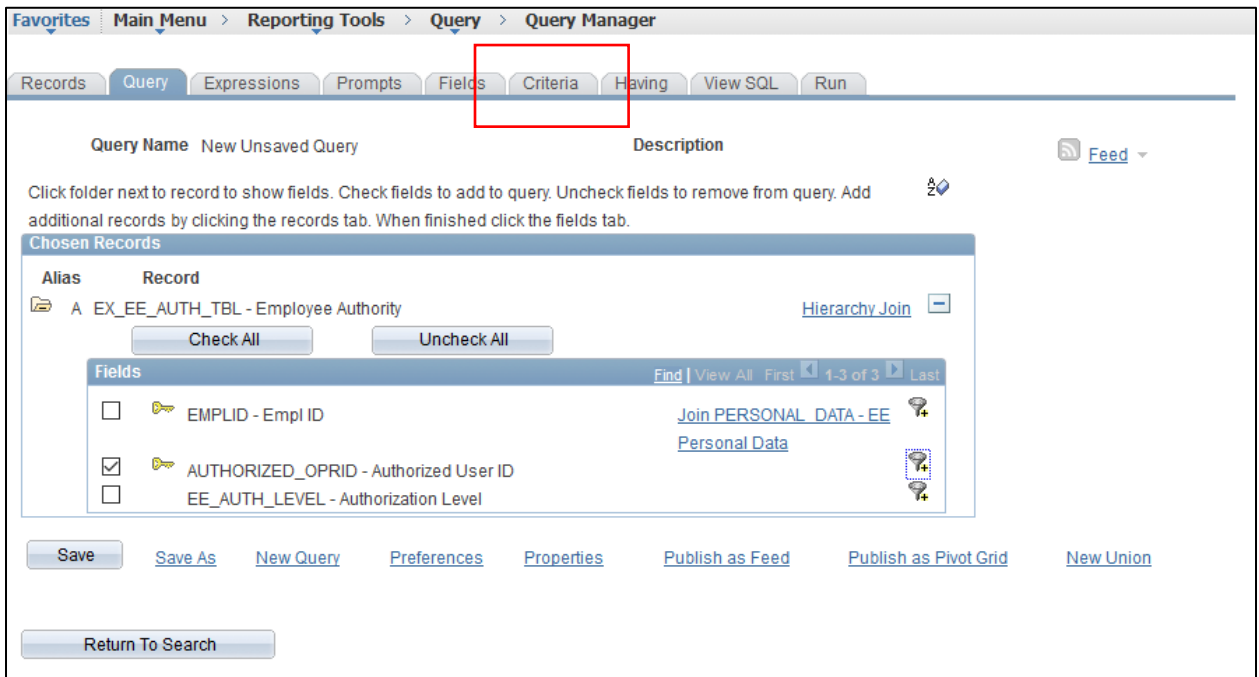 Favorites Main Menu > Reporting Tools > Query > Query Manager
Records Query Expressions Prompts Fields Criteria Having View SQL Run
Query Name New Unsaved Query Description Feed
Click folder next to record to show fields. Check fields to add to query. Uncheck fields to remove from query. Add
additional records by clicking the records tab. When finished click the fields tab.
Chosen Records
Alias Record
A EX_EE_AUTH_TBL - Employee Authority Hierarchy Join
Check All Uncheck All
Fields Find | View All First 1-3 of 3 Last
EMPLID - Empl ID Join PERSONAL_DATA - EE
Personal Data
AUTHORIZED_OPRID - Authorized User ID
EE_AUTH_LEVEL - Authorization Level
Save Save As New Query Preferences Properties Publish as Feed Publish as Pivot Grid New Union
Return To Search